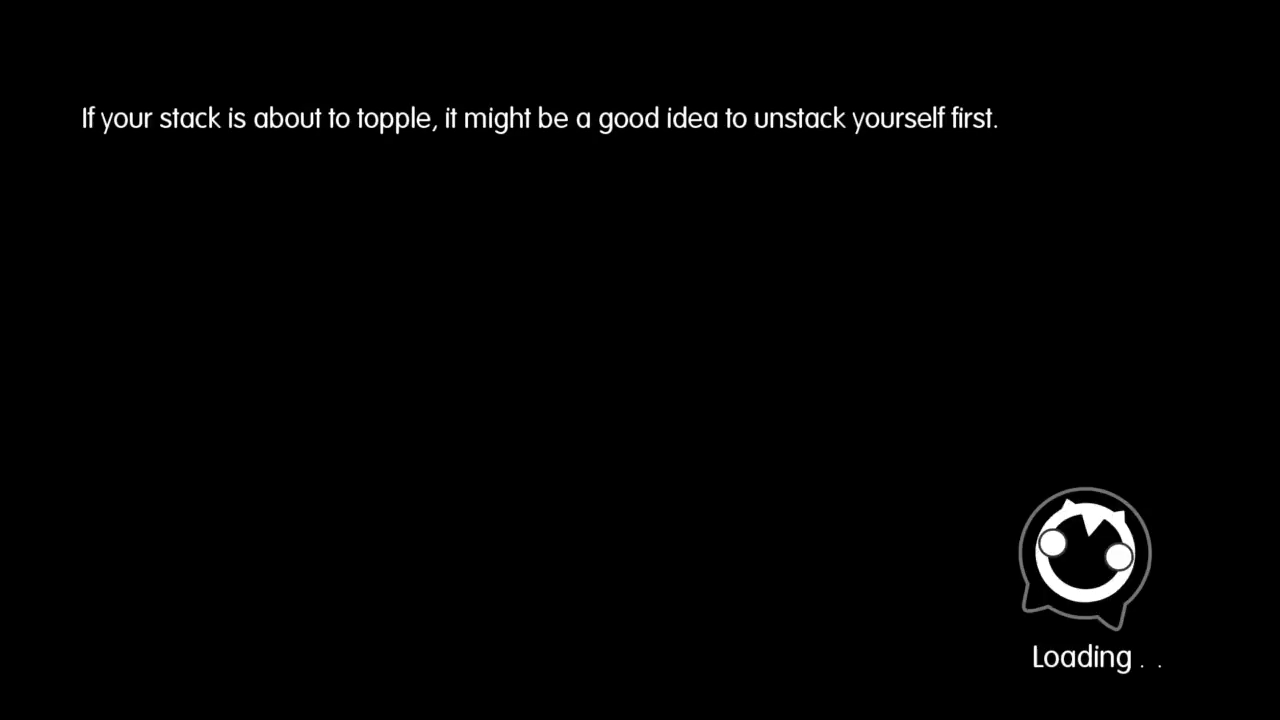 If your stack is about to topple, it might be a good idea to unstack yourself first.
Loading . .